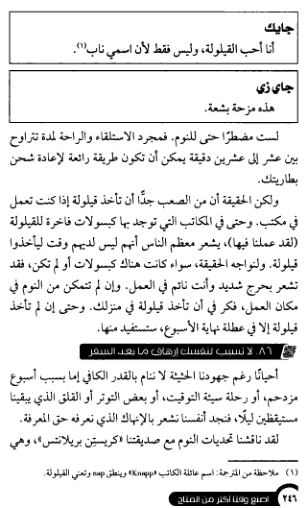 جايك
أنا أحب القيلولة، وليس فقط لأن اسمي ناب(١).
جاي زي
هذه مزحة بشعة.
لست مضطرًا حتى للنوم. فمجرد الاستلقاء والراحة لمدة تتراوح
بين عشر إلى عشرين دقيقة يمكن أن تكون طريقة رائعة لإعادة شحن
بطاريتك.
ولكن الحقيقة أن من الصعب جدًّا أن تأخذ قيلولة إذا كنت تعمل
في مكتب. وحتى في المكاتب التي توجد بها كبسولات فاخرة للقيلولة
(لقد عملنا فيها)، يشعر معظم الناس أنهم ليس لديهم وقت ليأخذوا
قيلولة. ولنواجه الحقيقة، سواء كانت هناك كبسولات أو لم تكن، فقد
تشعر بحرج شديد وأنت نائم في العمل. وإن لم تتمكن من النوم في
مكان العمل، فكر في أن تأخذ قيلولة في منزلك. وحتى إن لم تأخذ
قيلولة إلا في عطلة نهاية الأسبوع، ستستفيد منها.
٨٦. لا تسبب لنفسك إرهاق ما بعد السفر
أحيانًا رغم جهودنا الحثيثة لا ننام بالقدر الكافي إما بسبب أسبوع
مزدحم، أو رحلة سيئة التوقيت، أو بعض التوتر أو القلق الذي يبقينا
مستيقظين ليلًا، فنجد أنفسنا نشعر بالإنهاك الذي نعرفه حق المعرفة.
لقد ناقشنا تحديات النوم مع صديقتنا «كريستِن بريلانتس»، وهي
(١) ملاحظة من المترجمة: اسم عائلة الكاتب «Knapp» وينطق nap وتعني القيلولة.
٢٤٦ اصنع وقتا أكثر من المتاح